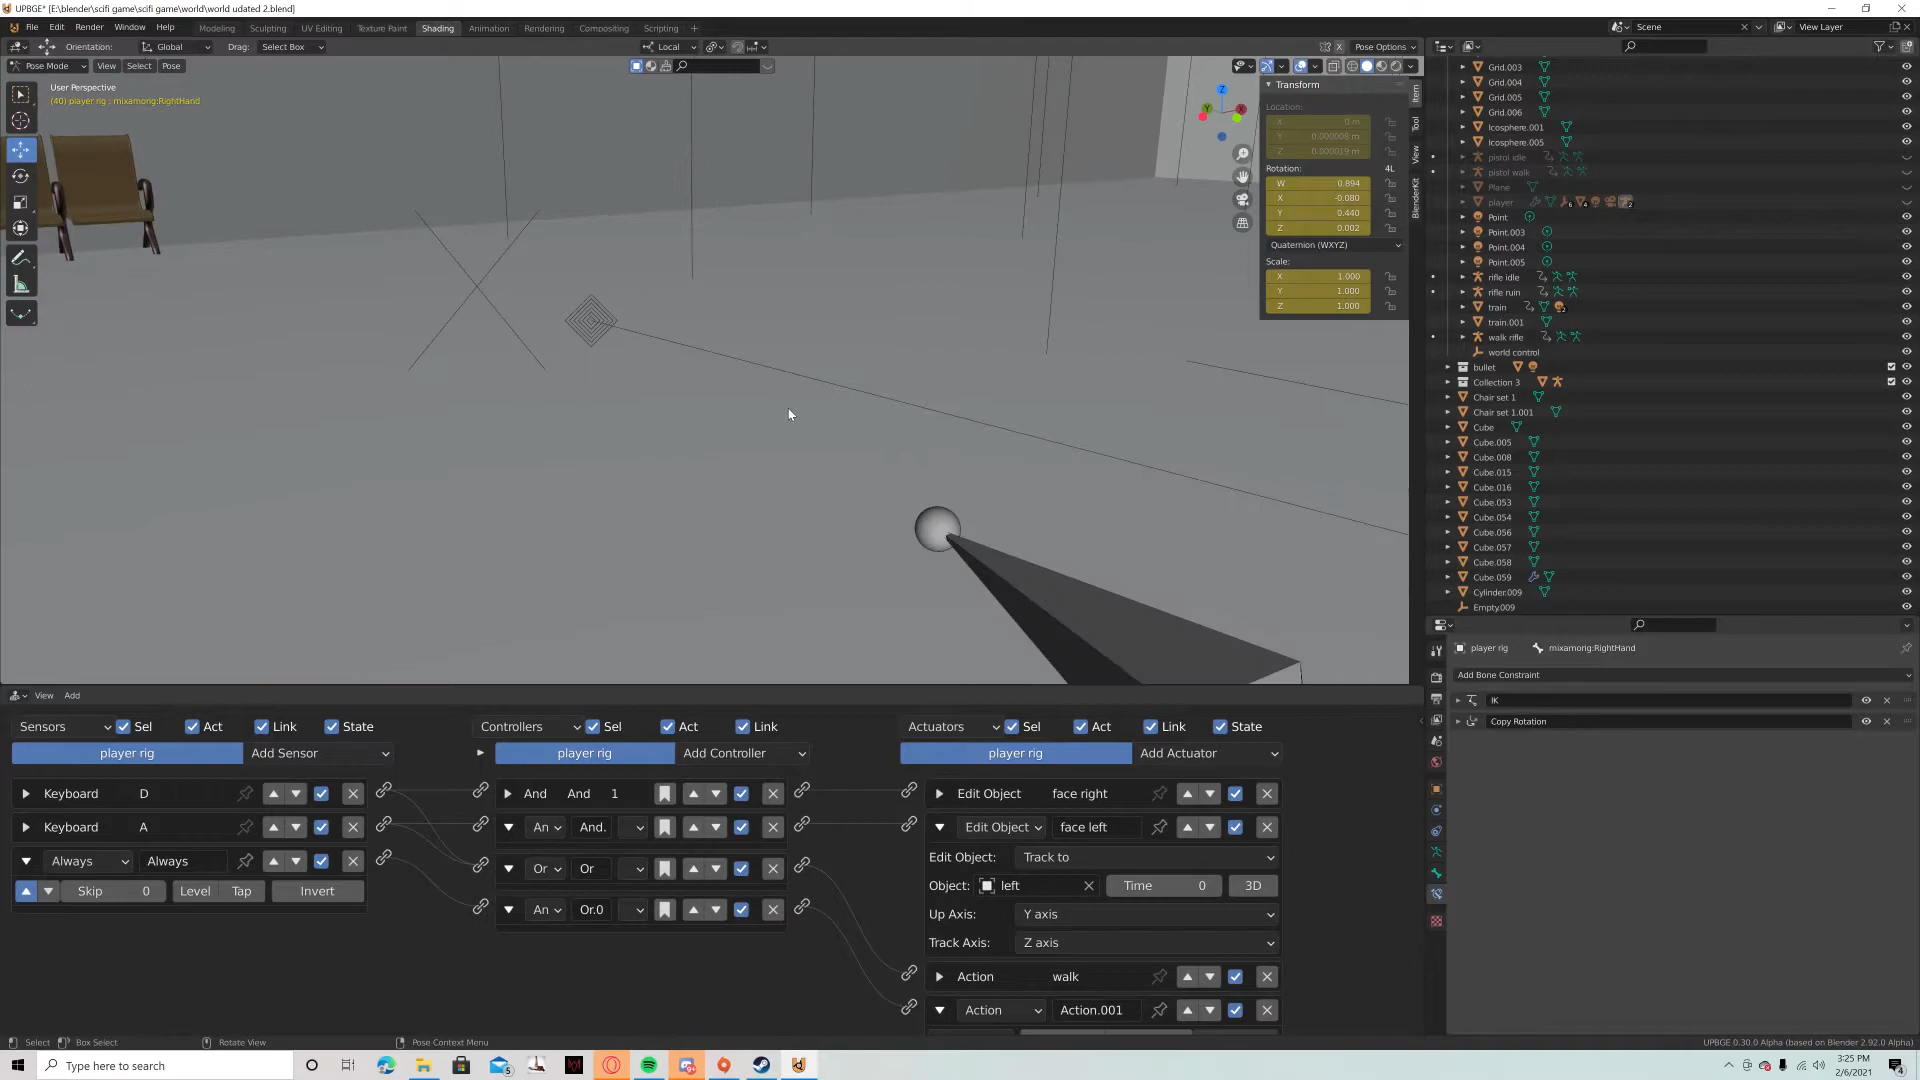 UPBGE* [E:\blender\scifi game\scifi game\world\world udated 2.blend]
File Edit Render Window Help Modeling Sculpting UV Editing Texture Paint Shading Animation Rendering Compositing Scripting + Scene View Layer
Orientation: Global Drag: Select Box Local Pose Options
Pose Mode View Select Pose
User Perspective
(40) player rig : mixamorig:RightHand
Transform
Location:
X 0 m
Y 0.000008 m
Z 0.000019 m
Rotation: 4L
W 0.894
X -0.080
Y 0.440
Z 0.002
Quaternion (WXYZ)
Scale:
X 1.000
Y 1.000
Z 1.000
Item
Tool
View
BlenderKit
Z
Y X
Grid.003
Grid.004
Grid.005
Grid.006
Icosphere.001
Icosphere.005
pistol idle
pistol walk
Plane
player 6 4 2
Point
Point.003
Point.004
Point.005
rifle idle
rifle ruin
train 2
train.001
walk rifle
world control
bullet
Collection 3
Chair set 1
Chair set 1.001
Cube
Cube.005
Cube.008
Cube.015
Cube.016
Cube.053
Cube.054
Cube.056
Cube.057
Cube.058
Cube.059
Cylinder.009
Empty.009
player rig mixamorig:RightHand
Add Bone Constraint
IK
Copy Rotation
View Add
Sensors Sel Act Link State Controllers Sel Act Link Actuators Sel Act Link State
player rig Add Sensor player rig Add Controller player rig Add Actuator
Keyboard D And And 1 Edit Object face right
Keyboard A An And. Edit Object face left
Always Always Or Or Edit Object: Track to
Skip 0 Level Tap Invert Object: left Time 0 3D
An Or.0 Up Axis: Y axis
Track Axis: Z axis
Action walk
Action Action.001
Select Box Select Rotate View Pose Context Menu UPBGE 0.30.0 Alpha (based on Blender 2.92.0 Alpha)
Type here to search 5 9+ 3:25 PM
2/6/2021 4